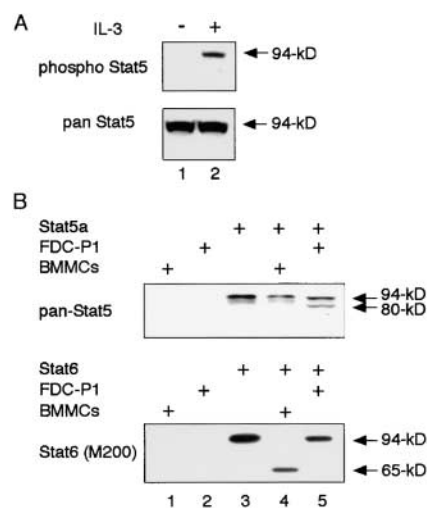 A
IL-3 - +
phospho Stat5 94-kD
pan Stat5 94-kD
1 2
B
Stat5a + + +
FDC-P1 + +
BMMCs + +
pan-Stat5 94-kD
80-kD
Stat6 + + +
FDC-P1 + +
BMMCs + +
Stat6 (M200) 94-kD
65-kD
1 2 3 4 5